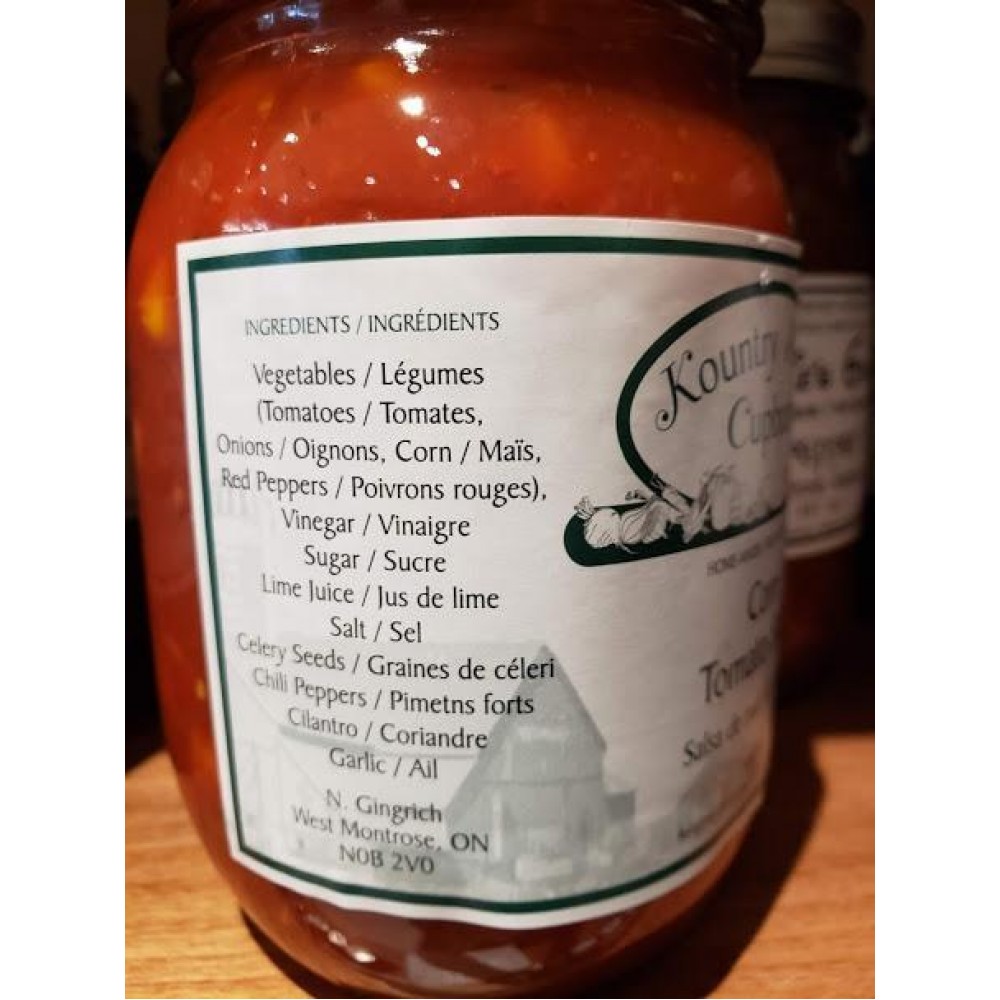 INGREDIENTS / INGRÉDIENTS
Vegetables / Légumes
(Tomatoes / Tomates,
Onions / Oignons, Corn / Maïs,
Red Peppers / Poivrons rouges),
Vinegar / Vinaigre
Sugar / Sucre
Lime Juice / Jus de lime
Salt / Sel
Celery Seeds / Graines de céleri
Chili Peppers / Pimetns forts
Cilantro / Coriandre
Garlic / Ail
N. Gingrich
West Montrose, ON
N0B 2V0
Kountry
Salsa de